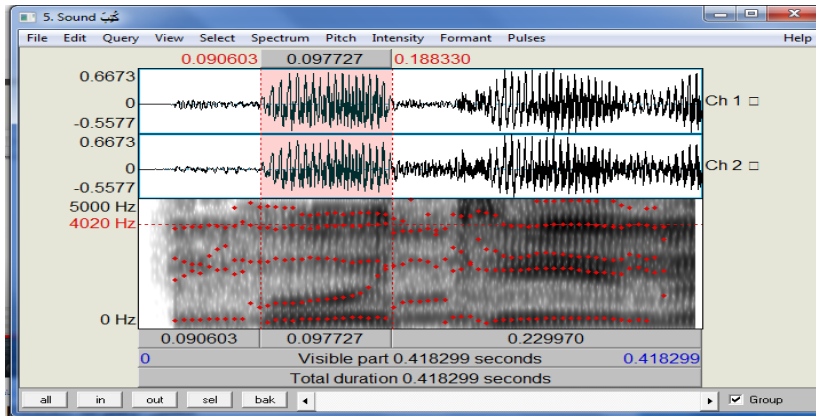 5. Sound كُتِبَ
File Edit Query View Select Spectrum Pitch Intensity Formant Pulses Help
0.090603 0.097727 0.188330
0.6673
0
-0.5577
Ch 1
0.6673
0
-0.5577
Ch 2
5000 Hz
4020 Hz
0 Hz
0.090603 0.097727 0.229970
0 Visible part 0.418299 seconds 0.418299
Total duration 0.418299 seconds
all in out sel bak Group